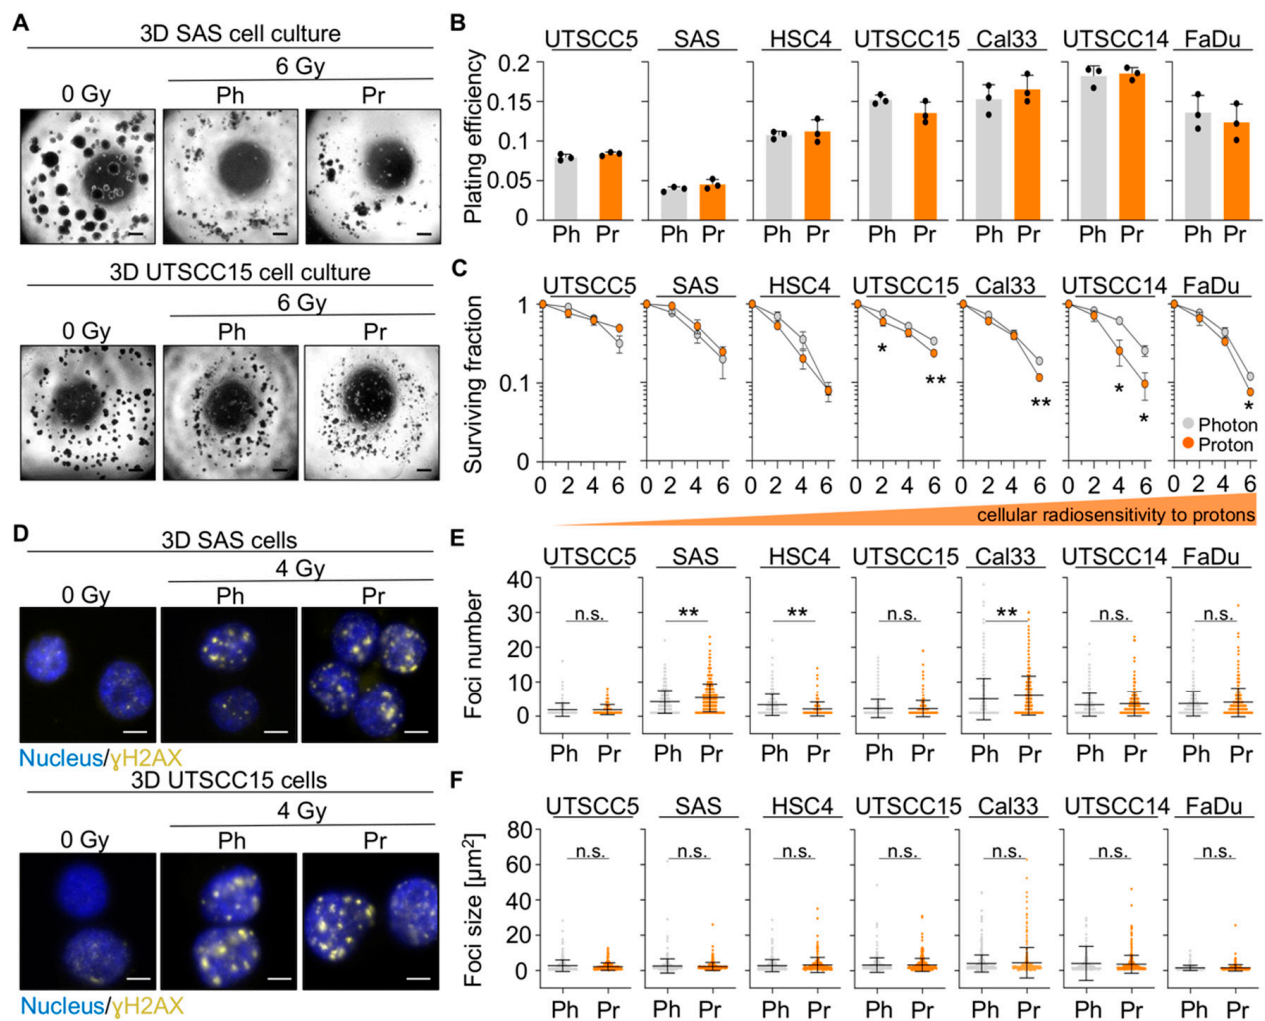 A
3D SAS cell culture
6 Gy
0 Gy Ph Pr
3D UTSCC15 cell culture
6 Gy
0 Gy Ph Pr
B
UTSCC5 SAS HSC4 UTSCC15 Cal33 UTSCC14 FaDu
Plating efficiency
0.2
0.15
0.1
0.05
0
Ph Pr Ph Pr Ph Pr Ph Pr Ph Pr Ph Pr Ph Pr
C
UTSCC5 SAS HSC4 UTSCC15 Cal33 UTSCC14 FaDu
Surviving fraction
1
0.1
0
* ** ** * * *
Photon
Proton
0 2 4 6 0 2 4 6 0 2 4 6 0 2 4 6 0 2 4 6 0 2 4 6 0 2 4 6
cellular radiosensitivity to protons
D
3D SAS cells
4 Gy
0 Gy Ph Pr
Nucleus/γH2AX
3D UTSCC15 cells
4 Gy
0 Gy Ph Pr
Nucleus/γH2AX
E
UTSCC5 SAS HSC4 UTSCC15 Cal33 UTSCC14 FaDu
Foci number
40
30
20
10
0
n.s. ** ** n.s. ** n.s. n.s.
Ph Pr Ph Pr Ph Pr Ph Pr Ph Pr Ph Pr Ph Pr
F
UTSCC5 SAS HSC4 UTSCC15 Cal33 UTSCC14 FaDu
Foci size [µm²]
80
60
40
20
0
n.s. n.s. n.s. n.s. n.s. n.s. n.s.
Ph Pr Ph Pr Ph Pr Ph Pr Ph Pr Ph Pr Ph Pr